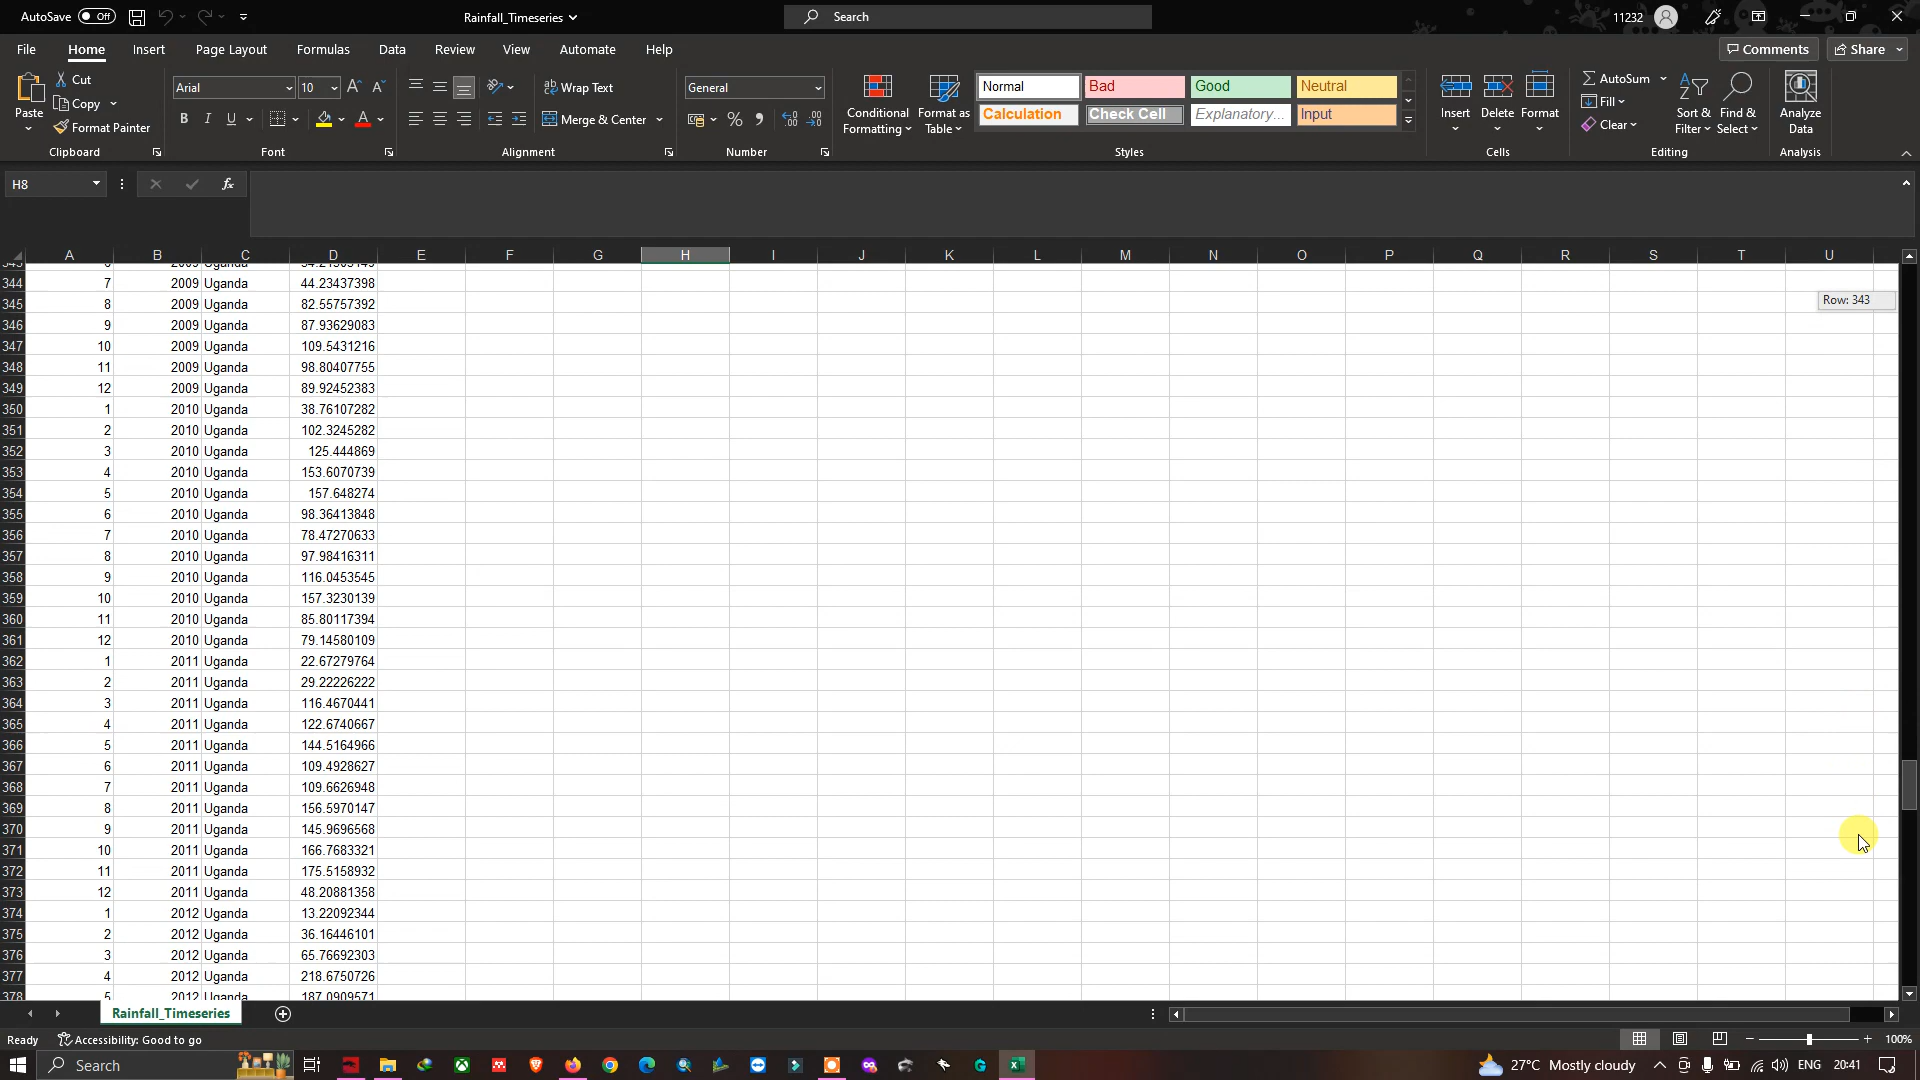 AutoSave Off Rainfall_Timeseries Search 11232
File Home Insert Page Layout Formulas Data Review View Automate Help Comments Share
Paste Cut Copy Format Painter Clipboard
Arial 10 Font
Wrap Text Merge & Center Alignment
General Number
Conditional Formatting Format as Table
Normal Bad Good Neutral
Calculation Check Cell Explanatory... Input
Styles
Insert Delete Format Cells
AutoSum Fill Clear Sort & Filter Find & Select Editing
Analyze Data Analysis
H8 fx
A B C D E F G H I J K L M N O P Q R S T U
344 7 2009 Uganda 44.23437398
Row: 343
345 8 2009 Uganda 82.55757392
346 9 2009 Uganda 87.93629083
347 10 2009 Uganda 109.5431216
348 11 2009 Uganda 98.80407755
349 12 2009 Uganda 89.92452383
350 1 2010 Uganda 38.76107282
351 2 2010 Uganda 102.3245282
352 3 2010 Uganda 125.444869
353 4 2010 Uganda 153.6070739
354 5 2010 Uganda 157.648274
355 6 2010 Uganda 98.36413848
356 7 2010 Uganda 78.47270633
357 8 2010 Uganda 97.98416311
358 9 2010 Uganda 116.0453545
359 10 2010 Uganda 157.3230139
360 11 2010 Uganda 85.80117394
361 12 2010 Uganda 79.14580109
362 1 2011 Uganda 22.67279764
363 2 2011 Uganda 29.22226222
364 3 2011 Uganda 116.4670441
365 4 2011 Uganda 122.6740667
366 5 2011 Uganda 144.5164966
367 6 2011 Uganda 109.4928627
368 7 2011 Uganda 109.6626948
369 8 2011 Uganda 156.5970147
370 9 2011 Uganda 145.9696568
371 10 2011 Uganda 166.7683321
372 11 2011 Uganda 175.5158932
373 12 2011 Uganda 48.20881358
374 1 2012 Uganda 13.22092344
375 2 2012 Uganda 36.16446101
376 3 2012 Uganda 65.76692303
377 4 2012 Uganda 218.6750726
378 5 2012 Uganda 187.0909571
Rainfall_Timeseries
Ready Accessibility: Good to go 100%
Search 27°C Mostly cloudy ENG 20:41